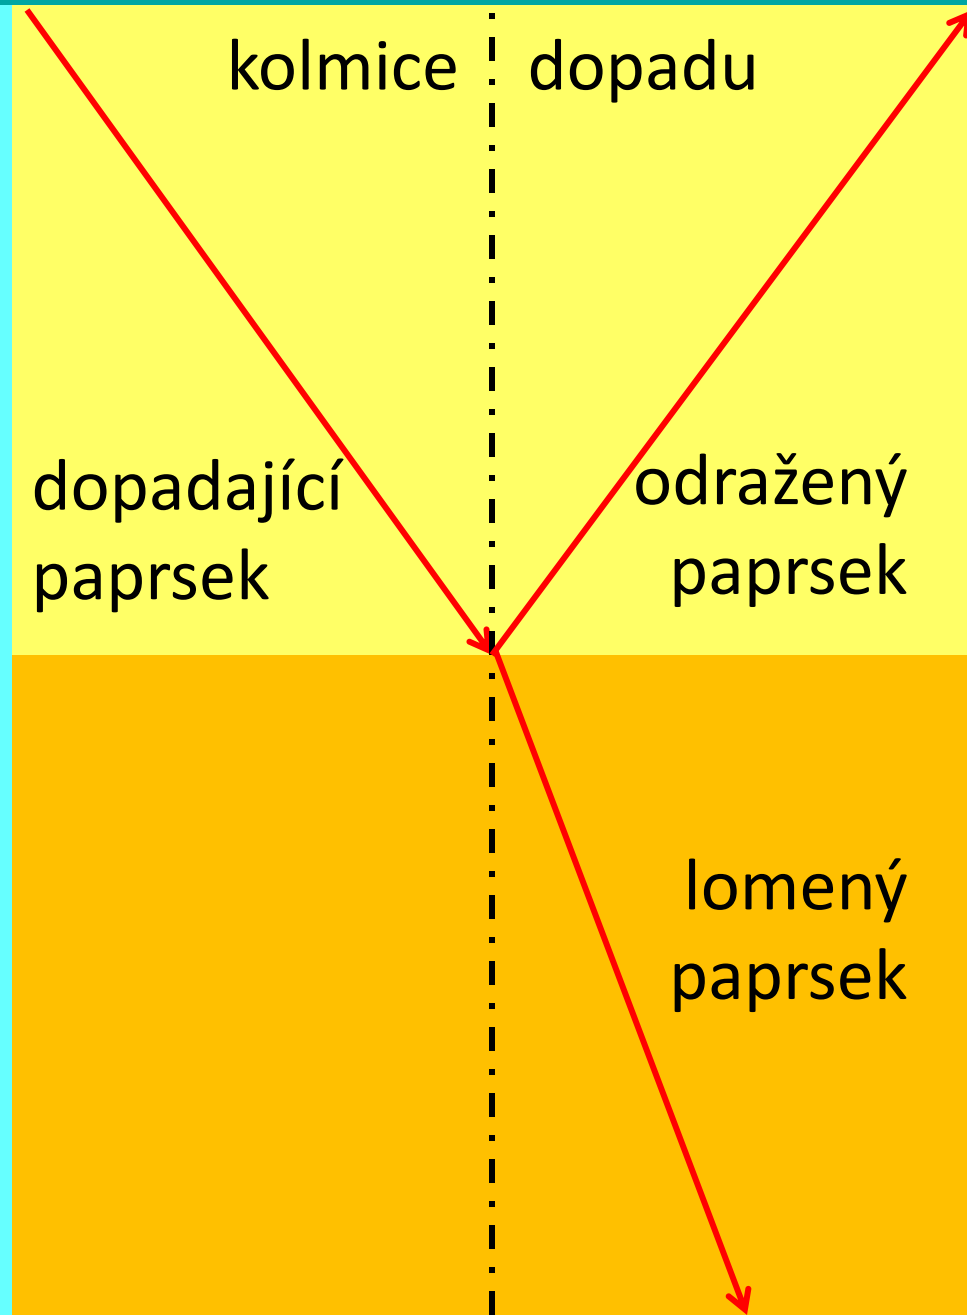 kolmice dopadu
dopadající
paprsek
odražený
paprsek
lomený
paprsek